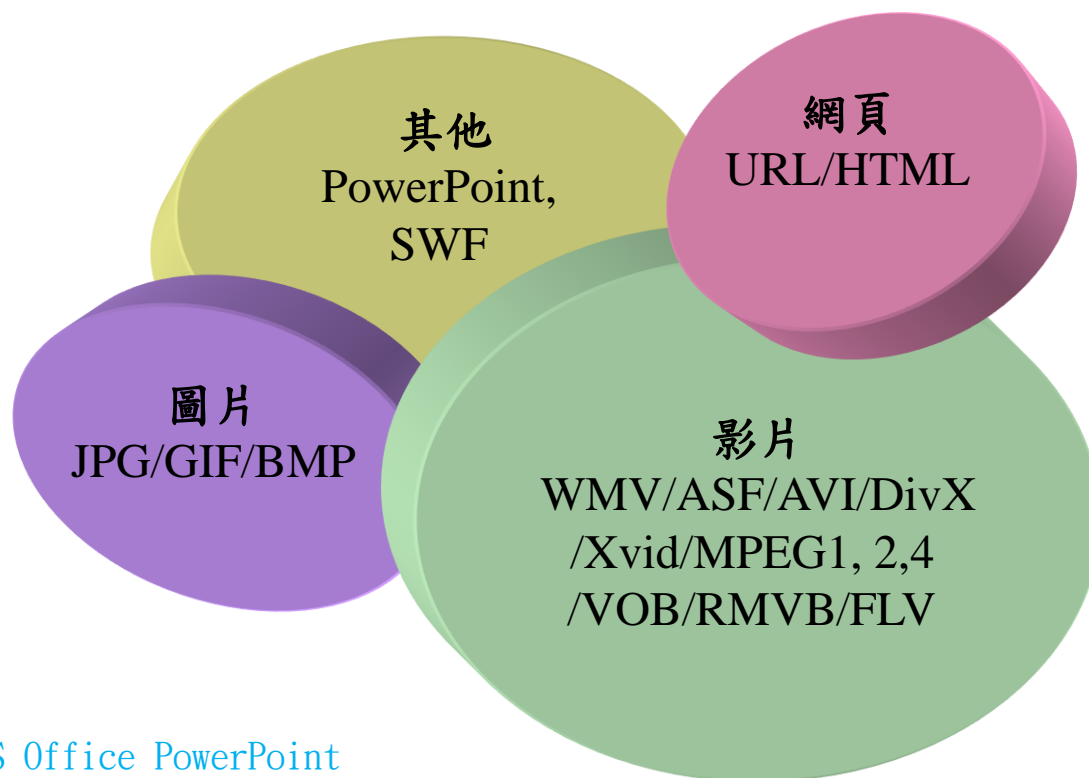 其他
PowerPoint,
SWF
網頁
URL/HTML
圖片
JPG/GIF/BMP
影片
WMV/ASF/AVI/DivX
/Xvid/MPEG1, 2,4
/VOB/RMVB/FLV
Office PowerPoint